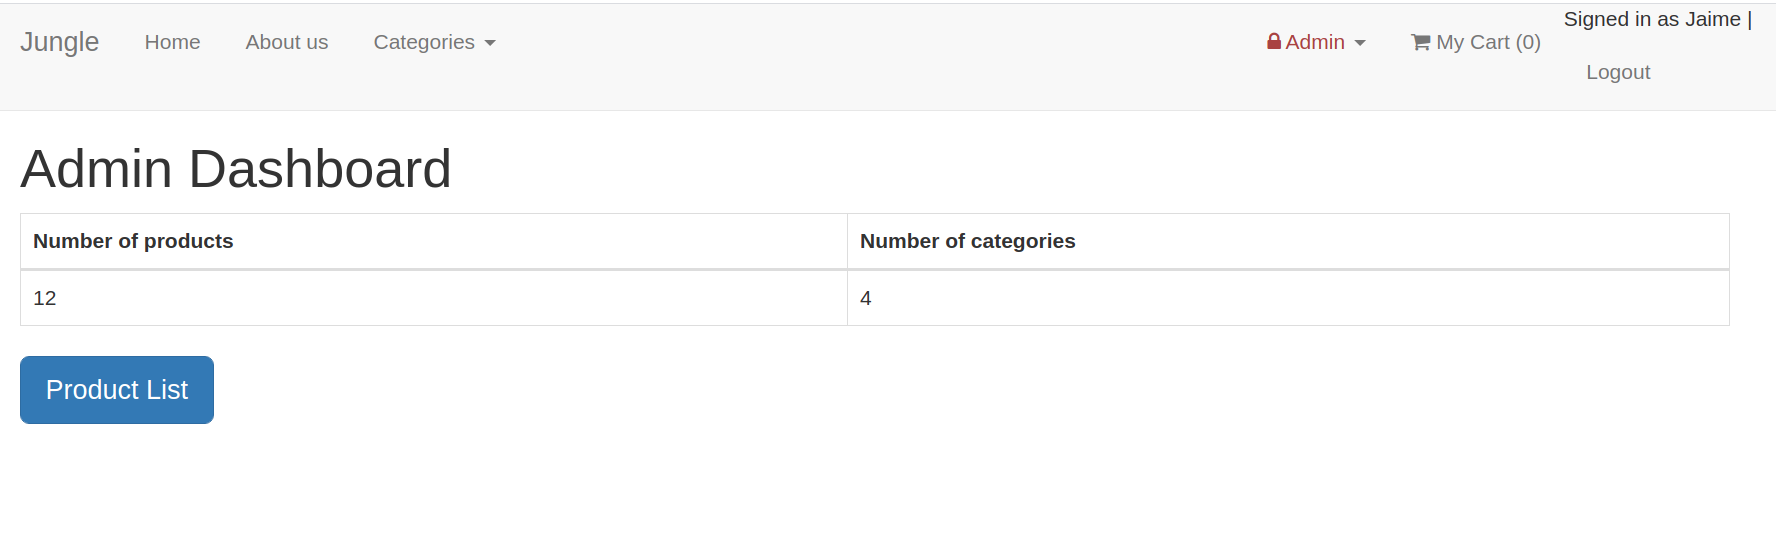 Jungle Home About us Categories Admin My Cart (0) Signed in as Jaime |
Logout
Admin Dashboard
Number of products Number of categories
12 4
Product List